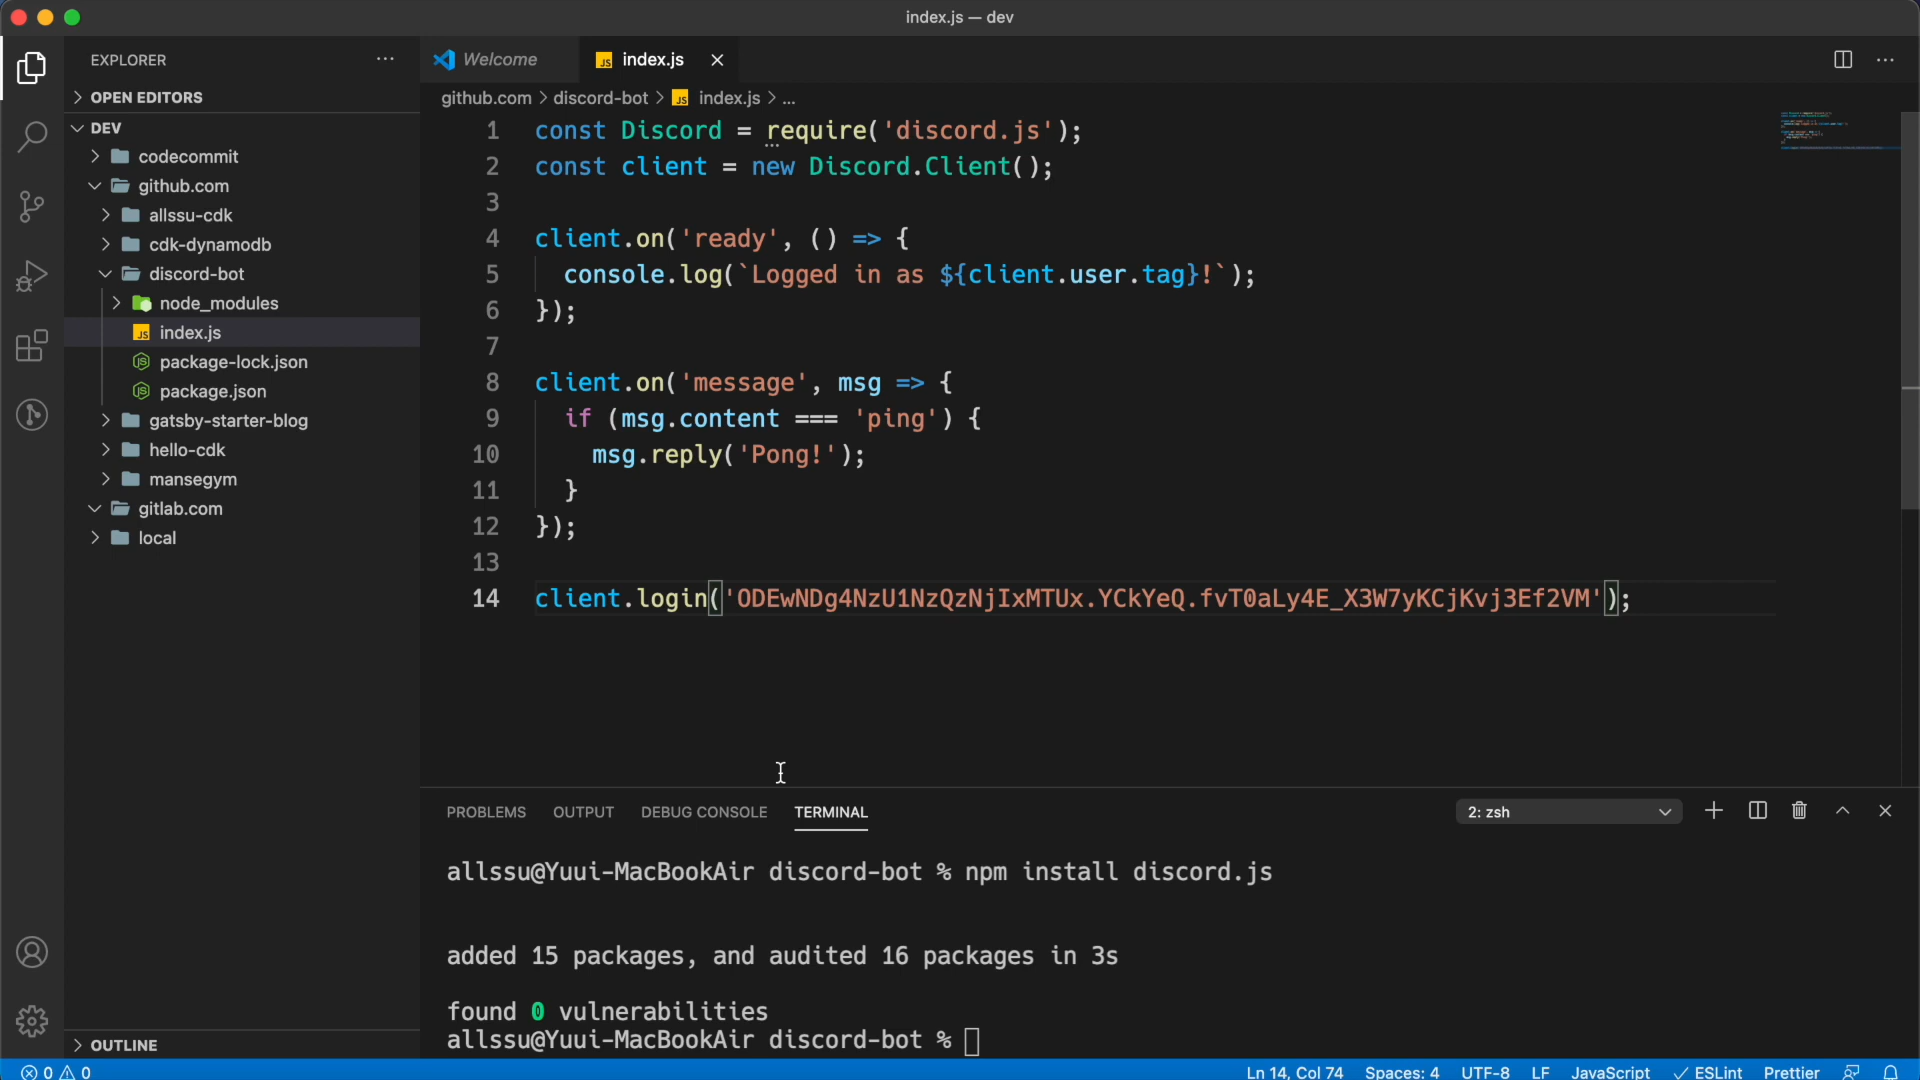 index.js — dev
EXPLORER
Welcome
index.js
OPEN EDITORS
github.com > discord-bot > index.js > ...
DEV
codecommit
github.com
allssu-cdk
cdk-dynamodb
discord-bot
node_modules
index.js
package-lock.json
package.json
gatsby-starter-blog
hello-cdk
mansegym
gitlab.com
local
OUTLINE
1 const Discord = require('discord.js');
2 const client = new Discord.Client();
3
4 client.on('ready', () => {
5 console.log(`Logged in as ${client.user.tag}!`);
6 });
7
8 client.on('message', msg => {
9 if (msg.content === 'ping') {
10 msg.reply('Pong!');
11 }
12 });
13
14 client.login('ODEwNDg4NzU1NzQzNjIxMTUx.YCkYeQ.fvT0aLy4E_X3W7yKCjKvj3Ef2VM');
PROBLEMS OUTPUT DEBUG CONSOLE TERMINAL 2: zsh
allssu@Yuui-MacBookAir discord-bot % npm install discord.js
added 15 packages, and audited 16 packages in 3s
found 0 vulnerabilities
allssu@Yuui-MacBookAir discord-bot %
0 0 Ln 14, Col 74 Spaces: 4 UTF-8 LF JavaScript ESLint Prettier